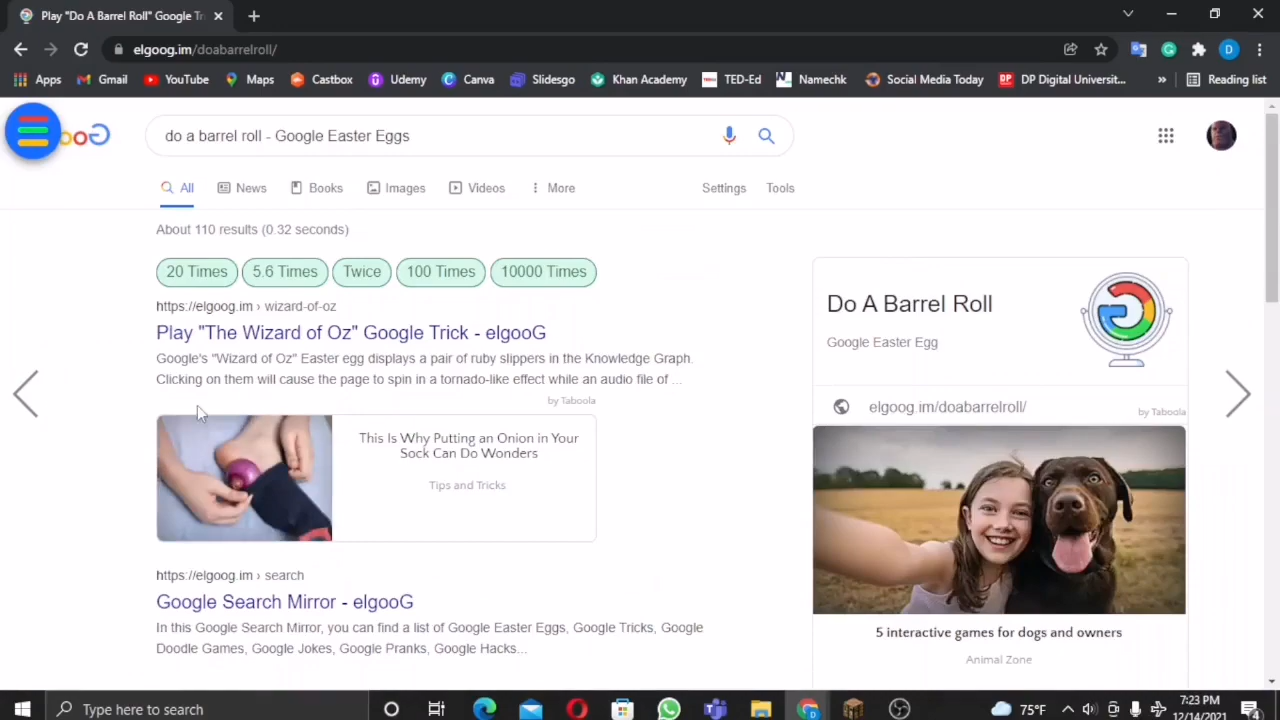 Play "Do A Barrel Roll" Google Tr
elgoog.im/doabarrelroll/
Apps Gmail YouTube Maps Castbox Udemy Canva Slidesgo Khan Academy TED-Ed Namechk Social Media Today DP Digital Universit... » Reading list
do a barrel roll - Google Easter Eggs
All News Books Images Videos More Settings Tools
About 110 results (0.32 seconds)
20 Times 5.6 Times Twice 100 Times 10000 Times
https://elgoog.im › wizard-of-oz
Play "The Wizard of Oz" Google Trick - elgooG
Google's "Wizard of Oz" Easter egg displays a pair of ruby slippers in the Knowledge Graph.
Clicking on them will cause the page to spin in a tornado-like effect while an audio file of ...
by Taboola
This Is Why Putting an Onion in Your
Sock Can Do Wonders
Tips and Tricks
https://elgoog.im › search
Google Search Mirror - elgooG
In this Google Search Mirror, you can find a list of Google Easter Eggs, Google Tricks, Google
Doodle Games, Google Jokes, Google Pranks, Google Hacks...
Do A Barrel Roll
Google Easter Egg
elgoog.im/doabarrelroll/
by Taboola
5 interactive games for dogs and owners
Animal Zone
Type here to search
75°F
7:23 PM
12/14/2021